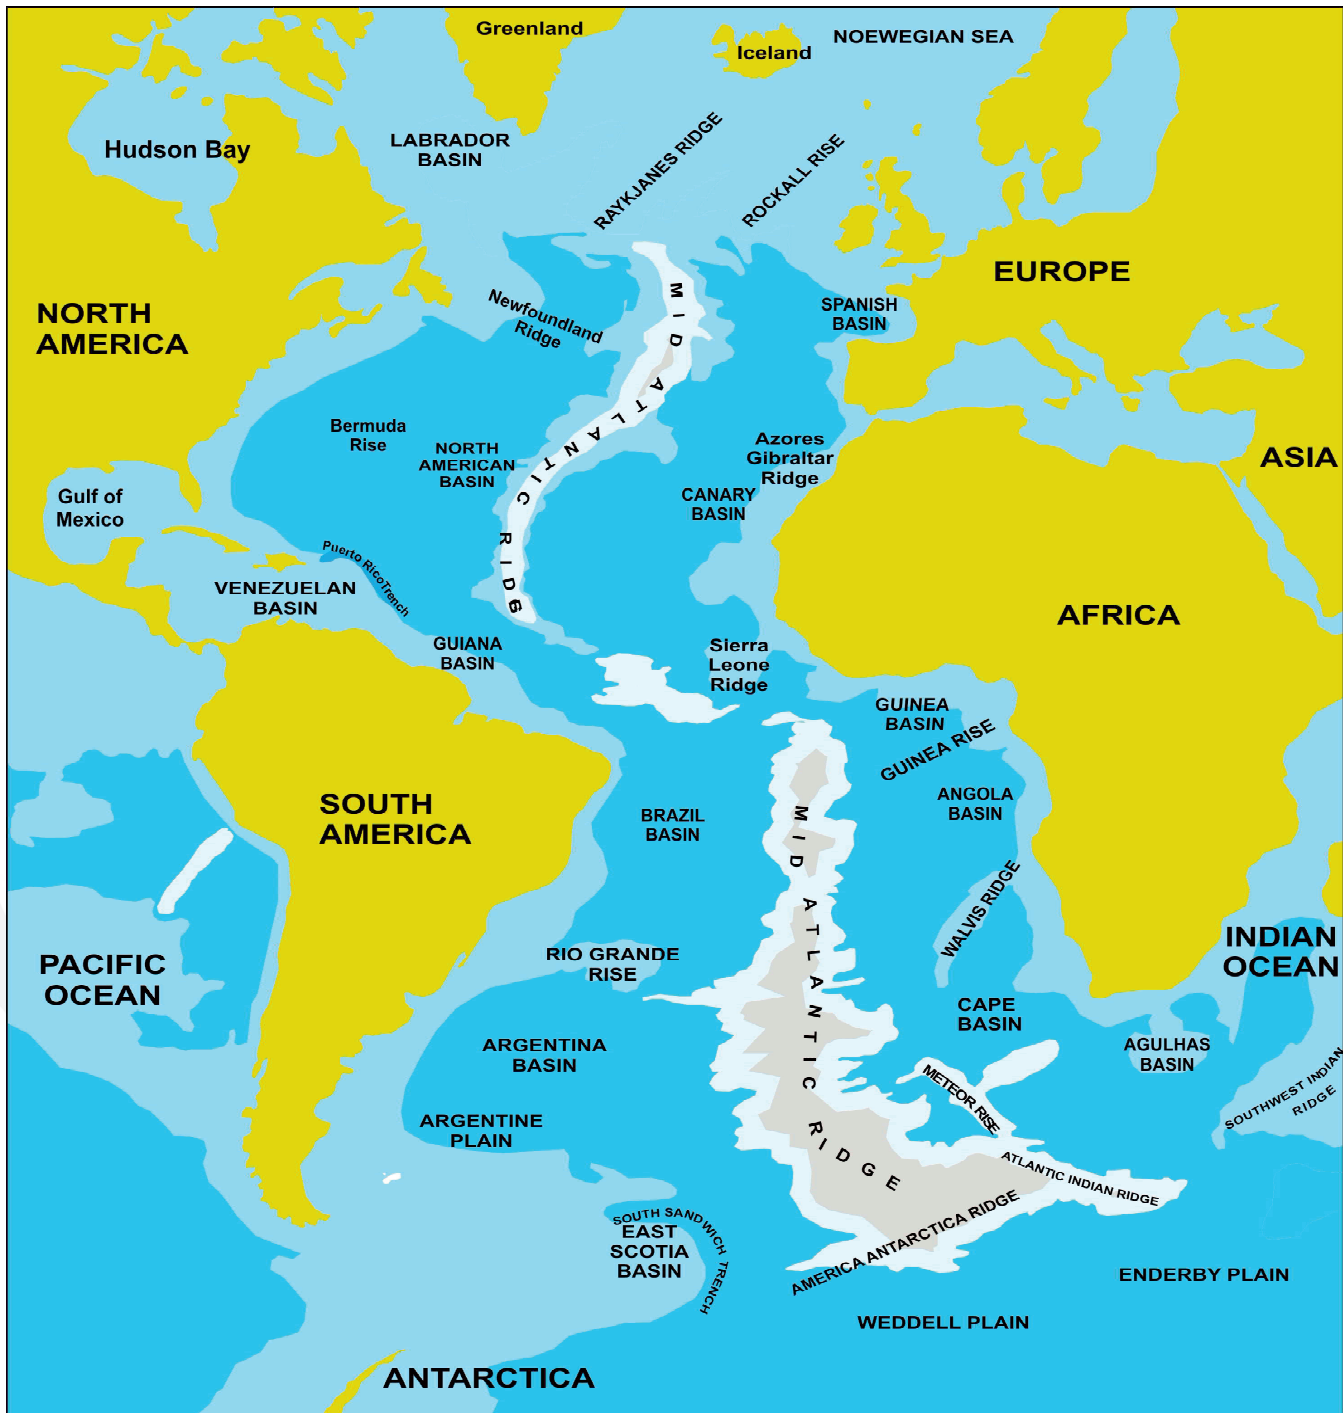 Greenland
Iceland
NOEWEGIAN SEA
Hudson Bay
LABRADOR
BASIN
RAYKJANES RIDGE
ROCKALL RISE
EUROPE
NORTH
AMERICA
Newfoundland
Ridge
SPANISH
BASIN
MID ATLANTIC RIDG
Bermuda
Rise
NORTH
AMERICAN
BASIN
Azores
Gibraltar
Ridge
ASIA
CANARY
BASIN
Gulf of
Mexico
Puerto RicoTrench
VENEZUELAN
BASIN
AFRICA
GUIANA
BASIN
Sierra
Leone
Ridge
GUINEA
BASIN
GUINEA RISE
SOUTH
AMERICA
BRAZIL
BASIN
ANGOLA
BASIN
MID ATLANTIC RIDGE
WALVIS RIDGE
RIO GRANDE
RISE
PACIFIC
OCEAN
INDIAN
OCEAN
CAPE
BASIN
ARGENTINA
BASIN
AGULHAS
BASIN
METEOR RISE
SOUTHWEST INDIAN
RIDGE
ARGENTINE
PLAIN
ATLANTIC INDIAN RIDGE
SOUTH SANDWICH TRENCH
EAST
SCOTIA
BASIN
AMERICA ANTARCTICA RIDGE
ENDERBY PLAIN
WEDDELL PLAIN
ANTARCTICA